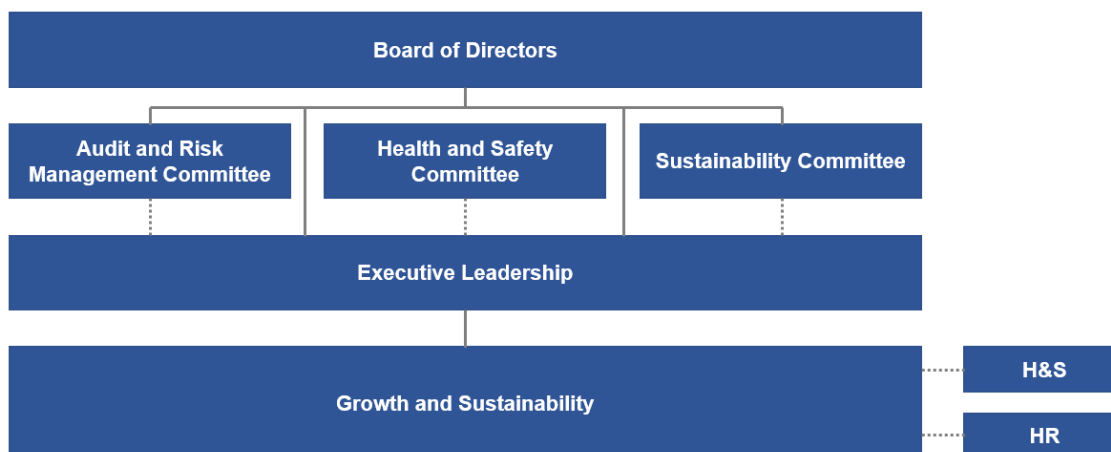 Board of Directors
Audit and Risk
Management Committee
Health and Safety
Committee
Sustainability Committee
Executive Leadership
Growth and Sustainability
H&S
HR